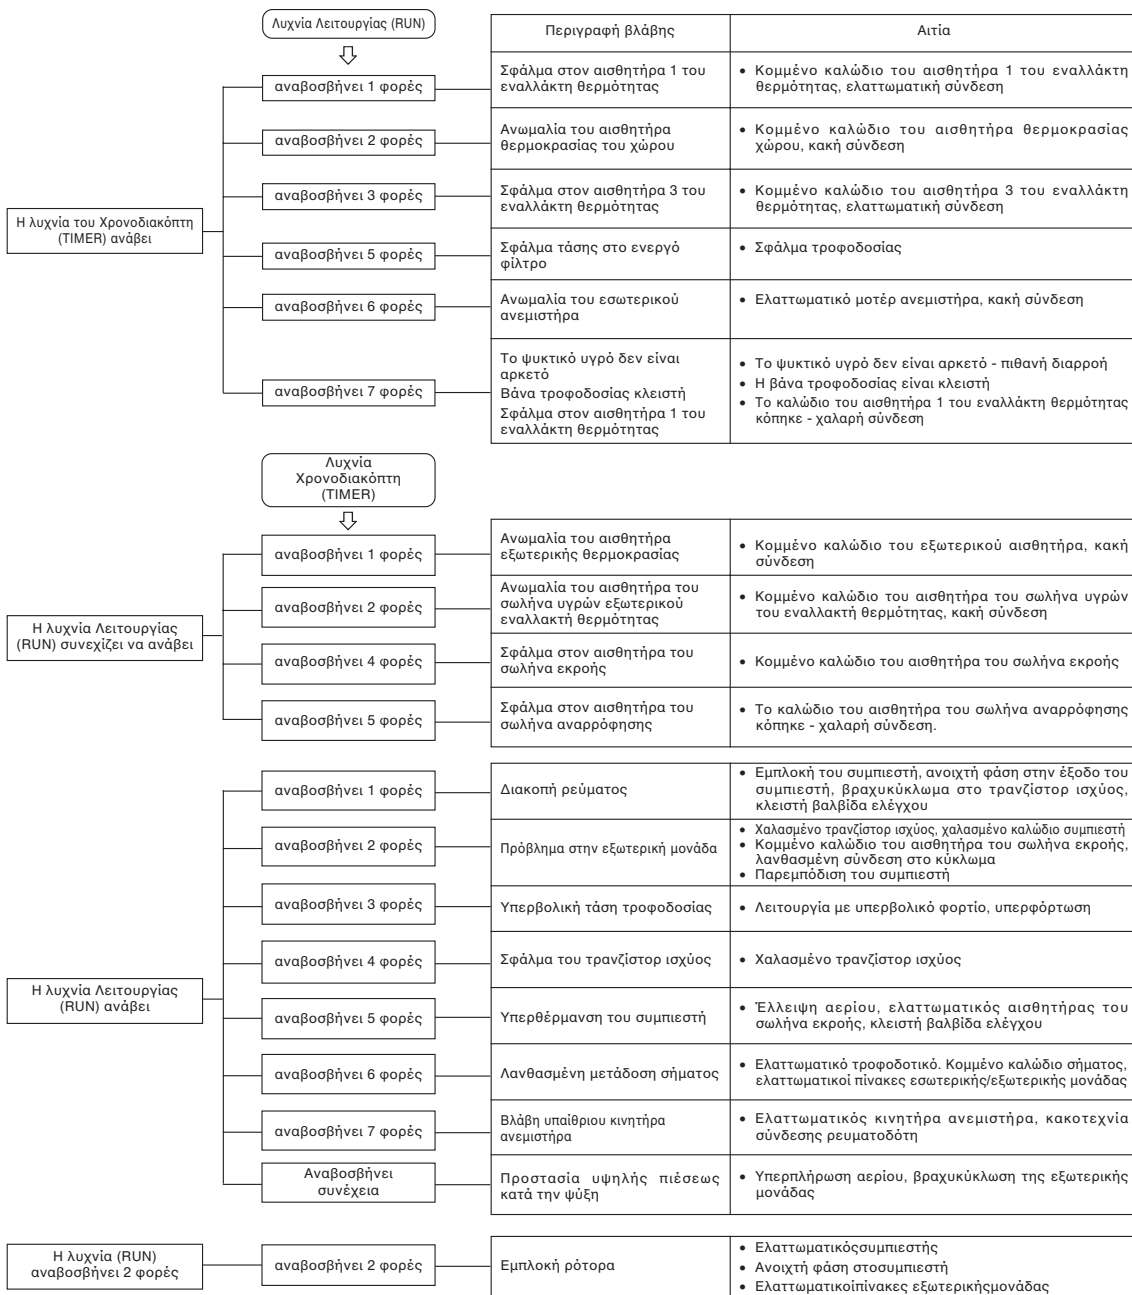 Λυχνία Λειτουργίας (RUN)
Περιγραφή βλάβης
Αιτία
Η λυχνία του Χρονοδιακόπτη
(TIMER) ανάβει
αναβοσβήνει 1 φορές
Σφάλμα στον αισθητήρα 1 του
εναλλάκτη θερμότητας
• Κομμένο καλώδιο του αισθητήρα 1 του εναλλάκτη
θερμότητας, ελαττωματική σύνδεση
αναβοσβήνει 2 φορές
Ανωμαλία του αισθητήρα
θερμοκρασίας του χώρου
• Κομμένο καλώδιο του αισθητήρα θερμοκρασίας
χώρου, κακή σύνδεση
αναβοσβήνει 3 φορές
Σφάλμα στον αισθητήρα 3 του
εναλλάκτη θερμότητας
• Κομμένο καλώδιο του αισθητήρα 3 του εναλλάκτη
θερμότητας, ελαττωματική σύνδεση
αναβοσβήνει 5 φορές
Σφάλμα τάσης στο ενεργό
φίλτρο
• Σφάλμα τροφοδοσίας
αναβοσβήνει 6 φορές
Ανωμαλία του εσωτερικού
ανεμιστήρα
• Ελαττωματικό μοτέρ ανεμιστήρα, κακή σύνδεση
αναβοσβήνει 7 φορές
Το ψυκτικό υγρό δεν είναι
αρκετό
Βάνα τροφοδοσίας κλειστή
Σφάλμα στον αισθητήρα 1 του
εναλλάκτη θερμότητας
• Το ψυκτικό υγρό δεν είναι αρκετό - πιθανή διαρροή
• Η βάνα τροφοδοσίας είναι κλειστή
• Το καλώδιο του αισθητήρα 1 του εναλλάκτη θερμότητας
κόπηκε - χαλαρή σύνδεση
Λυχνία
Χρονοδιακόπτη
(TIMER)
Η λυχνία Λειτουργίας
(RUN) συνεχίζει να ανάβει
αναβοσβήνει 1 φορές
Ανωμαλία του αισθητήρα
εξωτερικής θερμοκρασίας
• Κομμένο καλώδιο του εξωτερικού αισθητήρα, κακή
σύνδεση
αναβοσβήνει 2 φορές
Ανωμαλία του αισθητήρα του
σωλήνα υγρών εξωτερικού
εναλλακτή θερμότητας
• Κομμένο καλώδιο του αισθητήρα του σωλήνα υγρών
του εναλλακτή θερμότητας, κακή σύνδεση
αναβοσβήνει 4 φορές
Σφάλμα στον αισθητήρα του
σωλήνα εκροής
• Κομμένο καλώδιο του αισθητήρα του σωλήνα εκροής
αναβοσβήνει 5 φορές
Σφάλμα στον αισθητήρα του
σωλήνα αναρρόφησης
• Το καλώδιο του αισθητήρα του σωλήνα αναρρόφησης
κόπηκε - χαλαρή σύνδεση.
Η λυχνία Λειτουργίας
(RUN) ανάβει
αναβοσβήνει 1 φορές
Διακοπή ρεύματος
• Εμπλοκή του συμπιεστή, ανοιχτή φάση στην έξοδο του
συμπιεστή, βραχυκύκλωμα στο τρανζίστορ ισχύος,
κλειστή βαλβίδα ελέγχου
αναβοσβήνει 2 φορές
Πρόβλημα στην εξωτερική μονάδα
• Χαλασμένο τρανζίστορ ισχύος, χαλασμένο καλώδιο συμπιεστή
• Κομμένο καλώδιο του αισθητήρα του σωλήνα εκροής,
λανθασμένη σύνδεση στο κύκλωμα
• Παρεμπόδιση του συμπιεστή
αναβοσβήνει 3 φορές
Υπερβολική τάση τροφοδοσίας
• Λειτουργία με υπερβολικό φορτίο, υπερφόρτωση
αναβοσβήνει 4 φορές
Σφάλμα του τρανζίστορ ισχύος
• Χαλασμένο τρανζίστορ ισχύος
αναβοσβήνει 5 φορές
Υπερθέρμανση του συμπιεστή
• Έλλειψη αερίου, ελαττωματικός αισθητήρας του
σωλήνα εκροής, κλειστή βαλβίδα ελέγχου
αναβοσβήνει 6 φορές
Λανθασμένη μετάδοση σήματος
• Ελαττωματικό τροφοδοτικό. Κομμένο καλώδιο σήματος,
ελαττωματικοί πίνακες εσωτερικής/εξωτερικής μονάδας
αναβοσβήνει 7 φορές
Βλάβη υπαίθριου κινητήρα
ανεμιστήρα
• Ελαττωματικός κινητήρα ανεμιστήρα, κακοτεχνία
σύνδεσης ρευματοδότη
Αναβοσβήνει
συνέχεια
Προστασία υψηλής πιέσεως
κατά την ψύξη
• Υπερπλήρωση αερίου, βραχυκύκλωση της εξωτερικής
μονάδας
Η λυχνία (RUN)
αναβοσβήνει 2 φορές
αναβοσβήνει 2 φορές
Εμπλοκή ρότορα
• Ελαττωματικόςσυμπιεστής
• Ανοιχτή φάση στοσυμπιεστή
• Ελαττωματικοίπίνακες εξωτερικήςμονάδας